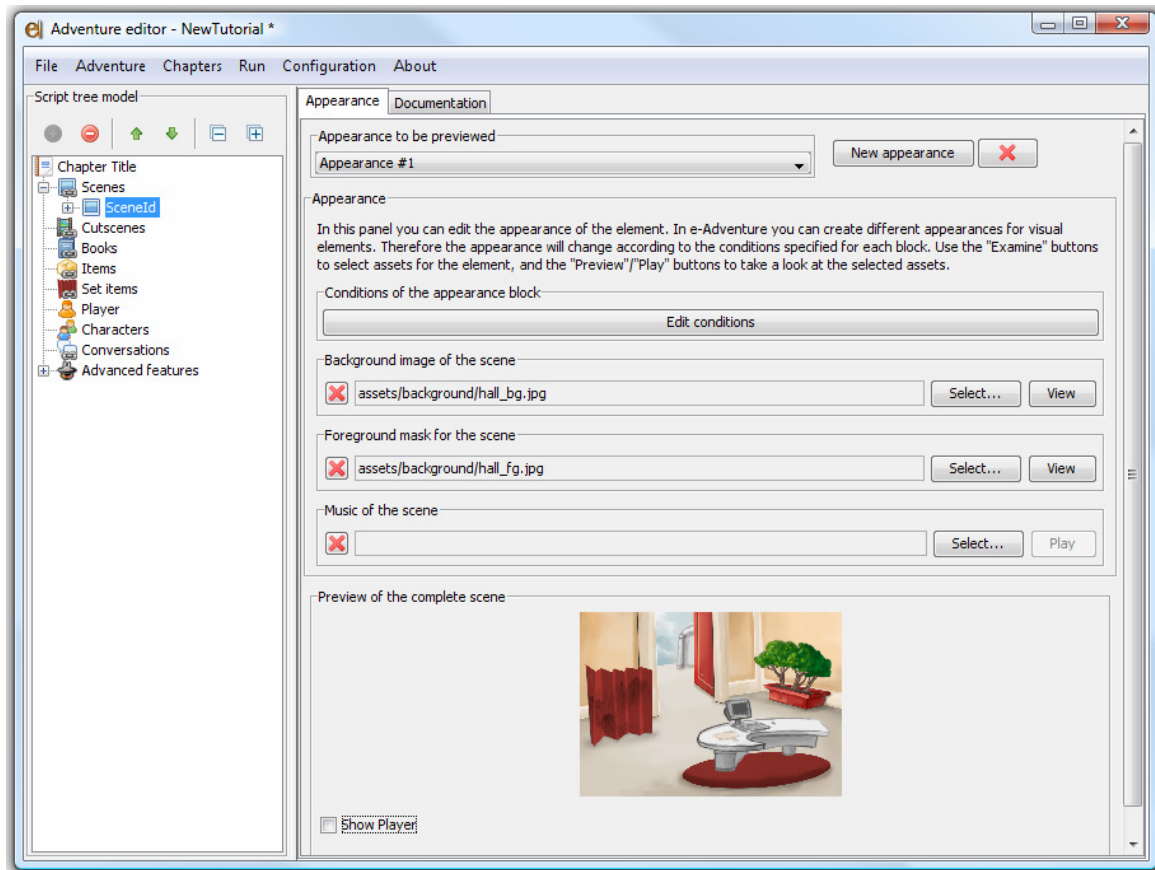 Adventure editor - NewTutorial *
File Adventure Chapters Run Configuration About
Script tree model
Chapter Title
Scenes
SceneId
Cutscenes
Books
Items
Set items
Player
Characters
Conversations
Advanced features
Appearance Documentation
Appearance to be previewed
Appearance #1
New appearance
Appearance
In this panel you can edit the appearance of the element. In e-Adventure you can create different appearances for visual
elements. Therefore the appearance will change according to the conditions specified for each block. Use the "Examine" buttons
to select assets for the element, and the "Preview"/"Play" buttons to take a look at the selected assets.
Conditions of the appearance block
Edit conditions
Background image of the scene
assets/background/hall_bg.jpg Select... View
Foreground mask for the scene
assets/background/hall_fg.jpg Select... View
Music of the scene
Select... Play
Preview of the complete scene
Show Player